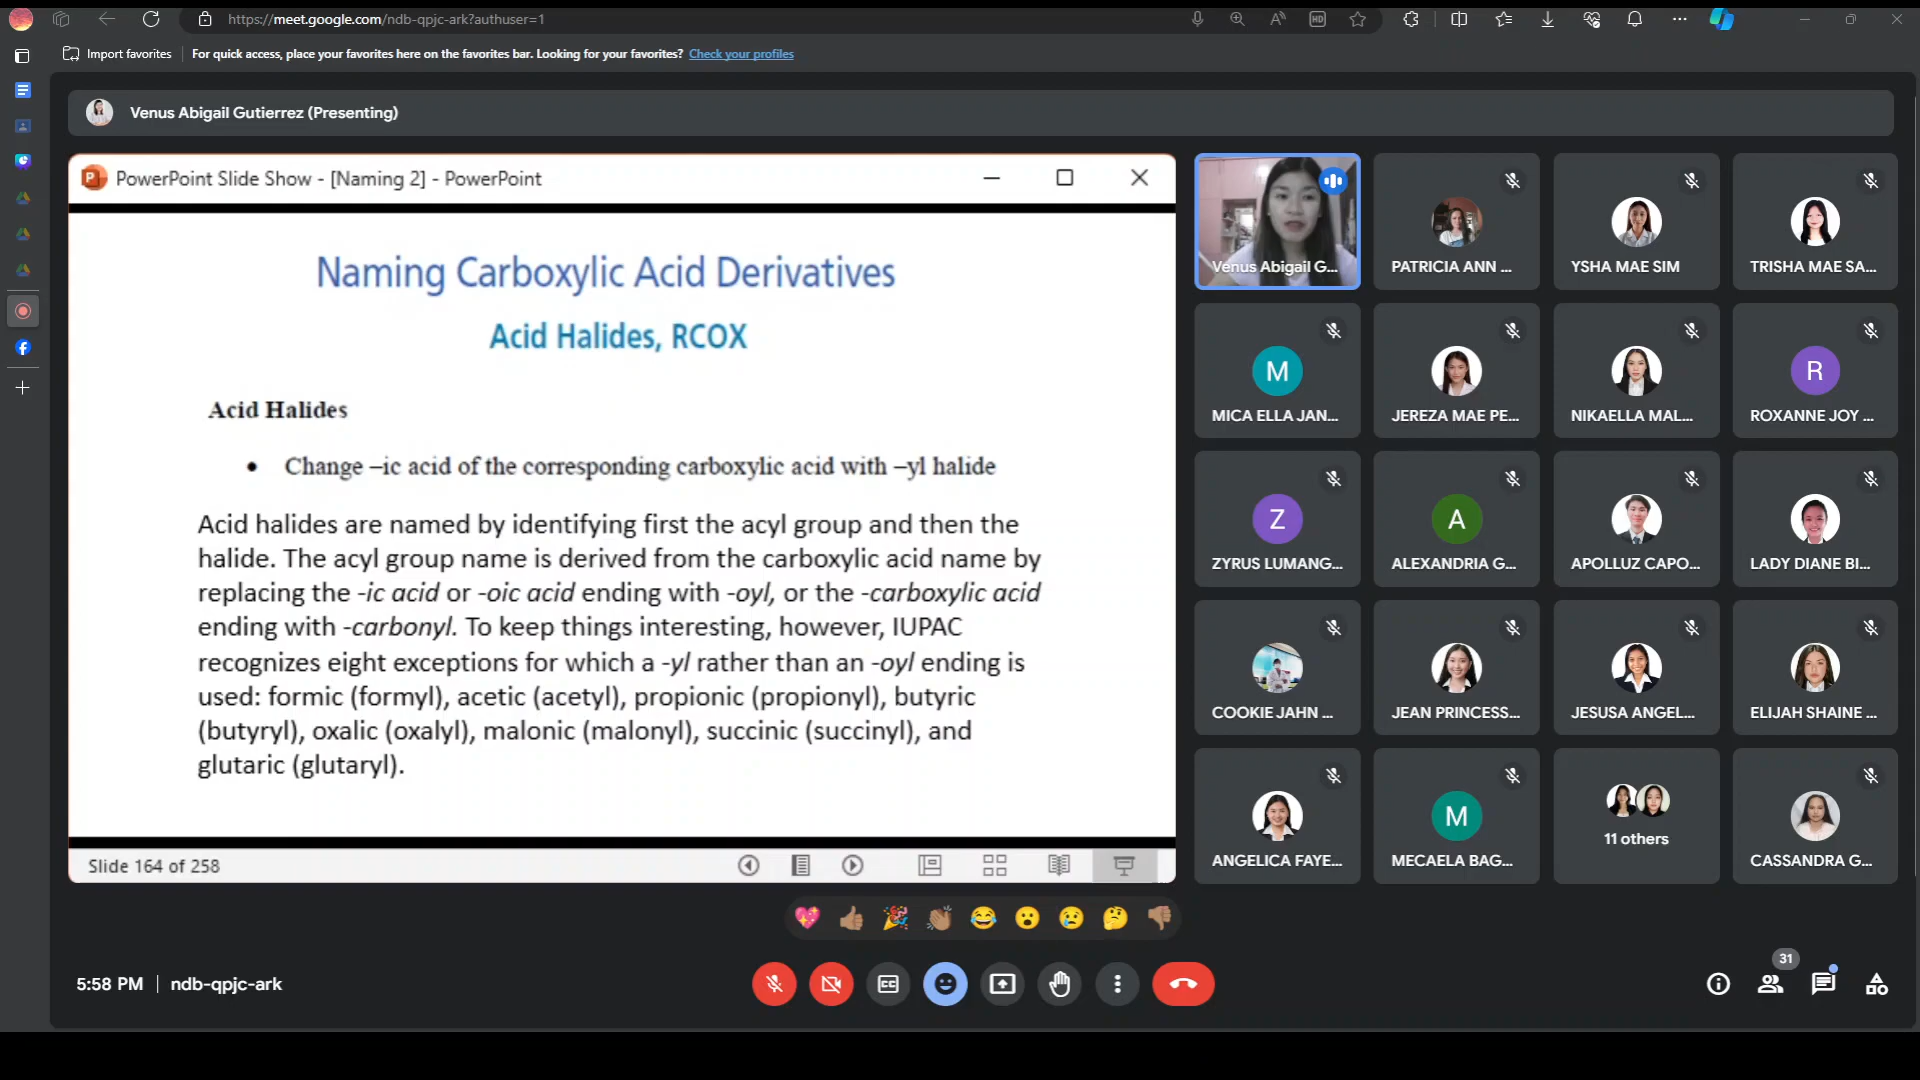 https://meet.google.com/ndb-qpjc-ark?authuser=1
Import favorites
For quick access, place your favorites here on the favorites bar. Looking for your favorites? Check your profiles
Venus Abigail Gutierrez (Presenting)
PowerPoint Slide Show - [Naming 2] - PowerPoint
Naming Carboxylic Acid Derivatives
Acid Halides, RCOX
Acid Halides
• Change –ic acid of the corresponding carboxylic acid with –yl halide
Acid halides are named by identifying first the acyl group and then the
halide. The acyl group name is derived from the carboxylic acid name by
replacing the -ic acid or -oic acid ending with -oyl, or the -carboxylic acid
ending with -carbonyl. To keep things interesting, however, IUPAC
recognizes eight exceptions for which a -yl rather than an -oyl ending is
used: formic (formyl), acetic (acetyl), propionic (propionyl), butyric
(butyryl), oxalic (oxalyl), malonic (malonyl), succinic (succinyl), and
glutaric (glutaryl).
Slide 164 of 258
Venus Abigail G...
PATRICIA ANN ...
YSHA MAE SIM
TRISHA MAE SA...
M
MICA ELLA JAN...
JEREZA MAE PE...
NIKAELLA MAL...
R
ROXANNE JOY ...
Z
ZYRUS LUMANG...
A
ALEXANDRIA G...
APOLLUZ CAPO...
LADY DIANE BI...
COOKIE JAHN ...
JEAN PRINCESS...
JESUSA ANGEL...
ELIJAH SHAINE ...
ANGELICA FAYE...
M
MECAELA BAG...
11 others
CASSANDRA G...
5:58 PM | ndb-qpjc-ark
CC
31